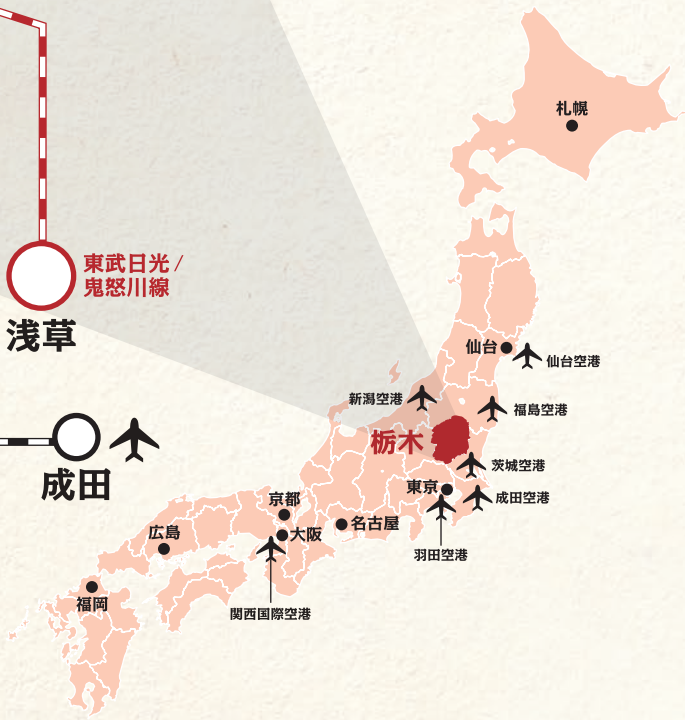 札幌
東武日光 /
鬼怒川線
浅草
仙台
仙台空港
新潟空港
福島空港
栃木
茨城空港
成田
東京
成田空港
京都
名古屋
広島
大阪
羽田空港
福岡
関西国際空港